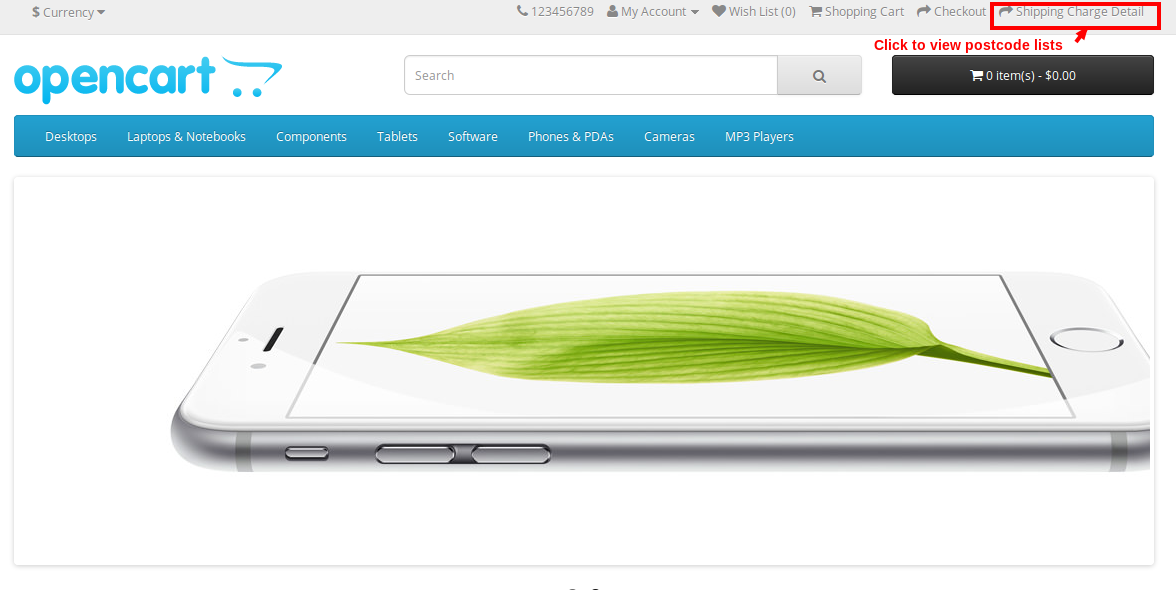 $ Currency
123456789
My Account
Wish List (0)
Shopping Cart
Checkout
Shipping Charge Detail
Click to view postcode lists
opencart
Search
0 item(s) - $0.00
Desktops
Laptops & Notebooks
Components
Tablets
Software
Phones & PDAs
Cameras
MP3 Players